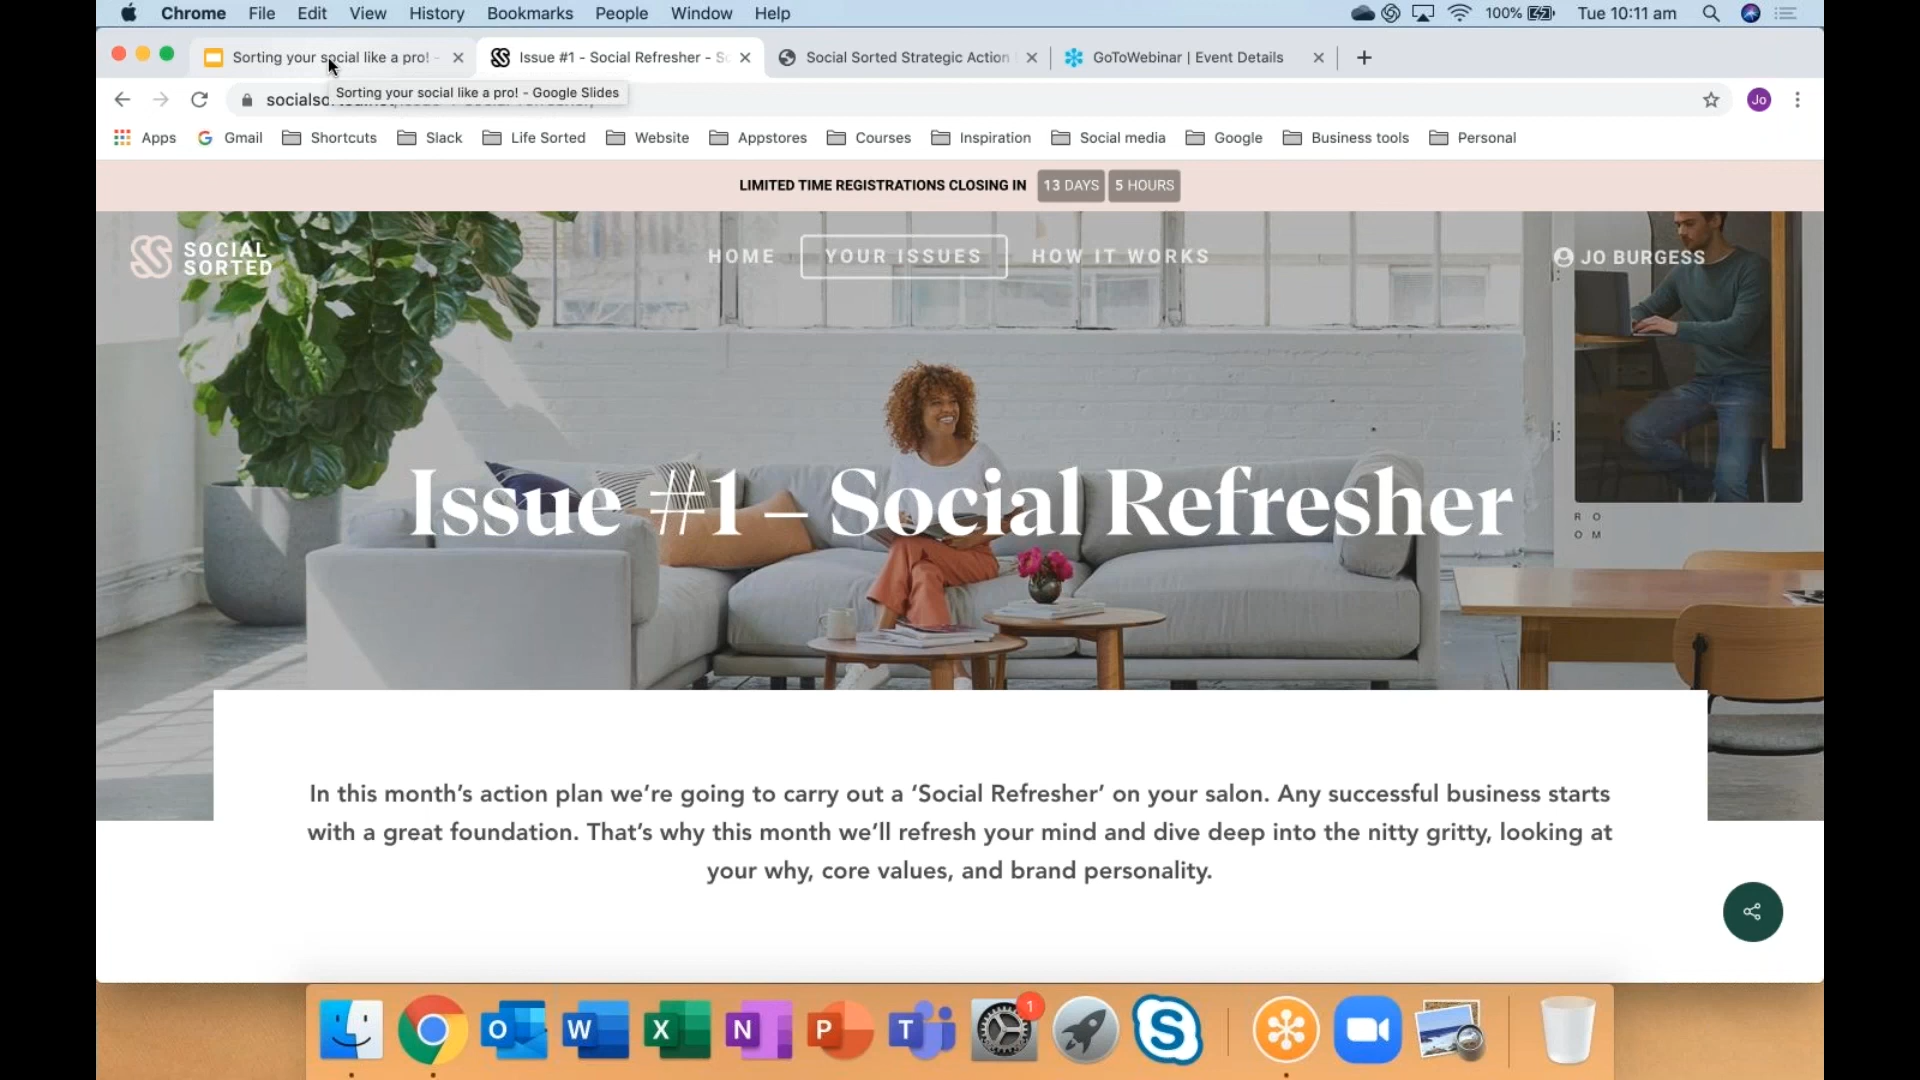 Chrome File Edit View History Bookmarks People Window Help 100% Tue 10:11 am
Sorting your social like a pro! - Issue #1 - Social Refresher - Social Sorted Strategic Action GoToWebinar | Event Details
Sorting your social like a pro! - Google Slides
Jo
Apps Gmail Shortcuts Slack Life Sorted Website Appstores Courses Inspiration Social media Google Business tools Personal
LIMITED TIME REGISTRATIONS CLOSING IN 13 DAYS 5 HOURS
SOCIAL
SORTED
HOME YOUR ISSUES HOW IT WORKS JO BURGESS
Issue #1 – Social Refresher
R O
O M
In this month’s action plan we’re going to carry out a ‘Social Refresher’ on your salon. Any successful business starts
with a great foundation. That’s why this month we’ll refresh your mind and dive deep into the nitty gritty, looking at
your why, core values, and brand personality.
O W X N P T 1 S